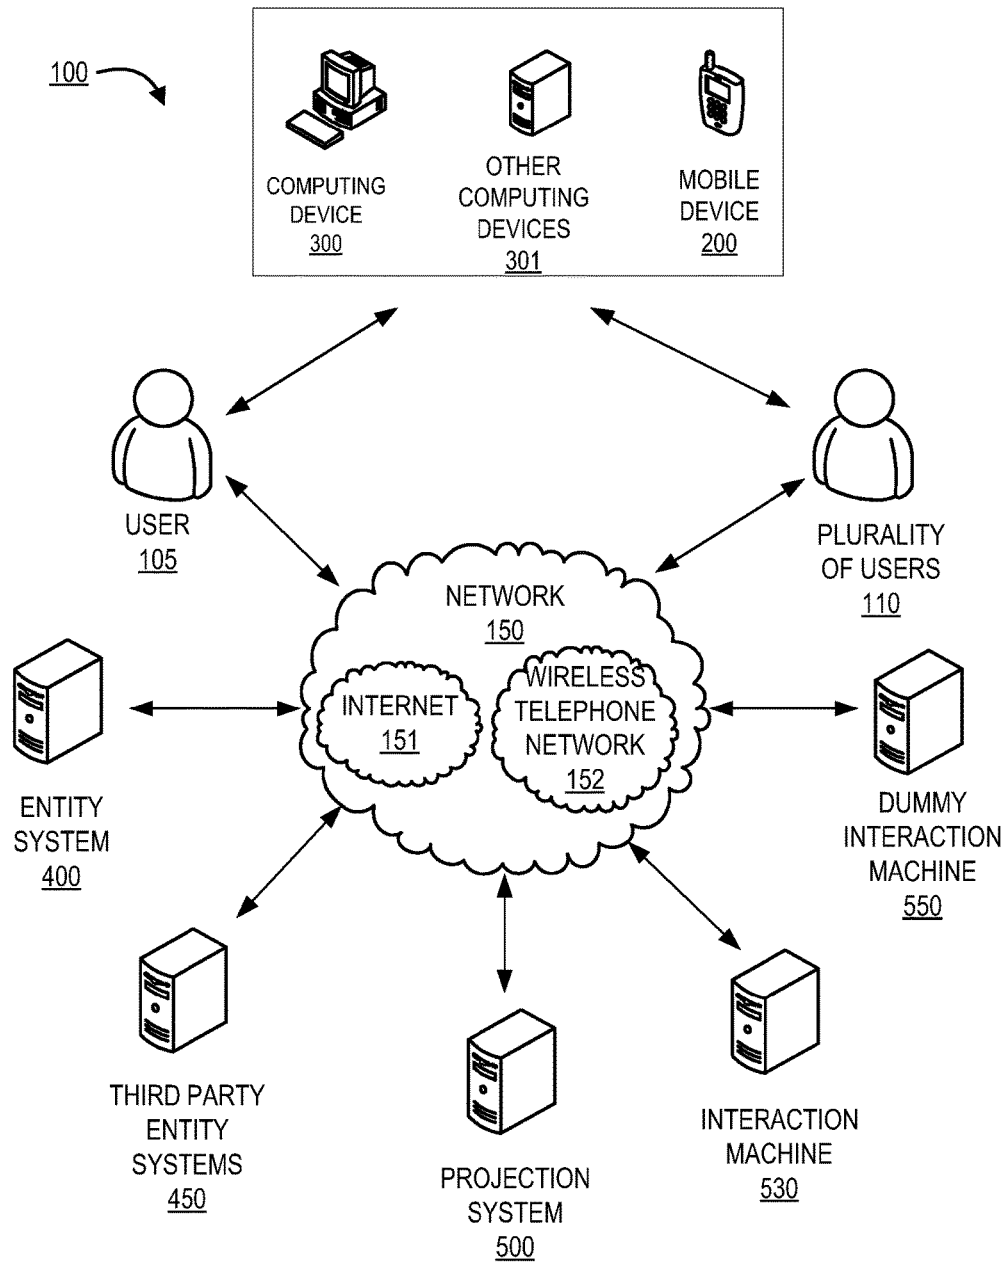 100
COMPUTING
DEVICE
300
OTHER
COMPUTING
DEVICES
301
MOBILE
DEVICE
200
USER
105
PLURALITY
OF USERS
110
NETWORK
150
INTERNET
151
WIRELESS
TELEPHONE
NETWORK
152
ENTITY
SYSTEM
400
DUMMY
INTERACTION
MACHINE
550
THIRD PARTY
ENTITY
SYSTEMS
450
PROJECTION
SYSTEM
500
INTERACTION
MACHINE
530